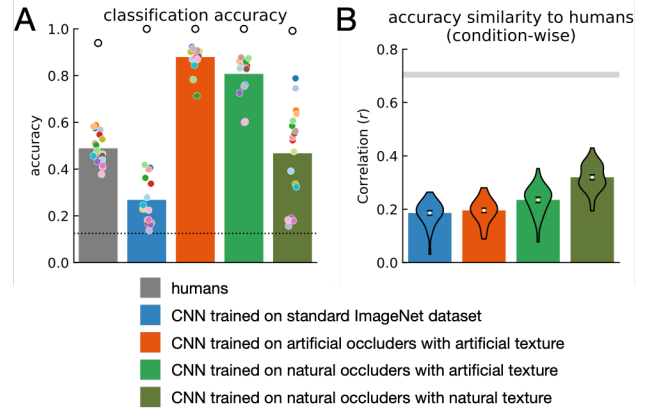 A
classification accuracy
1.0
0.8
0.6
0.4
0.2
0.0
accuracy
B
accuracy similarity to humans
(condition-wise)
0.8
0.6
0.4
0.2
0.0
Correlation (r)
humans
CNN trained on standard ImageNet dataset
CNN trained on artificial occluders with artificial texture
CNN trained on natural occluders with artificial texture
CNN trained on natural occluders with natural texture